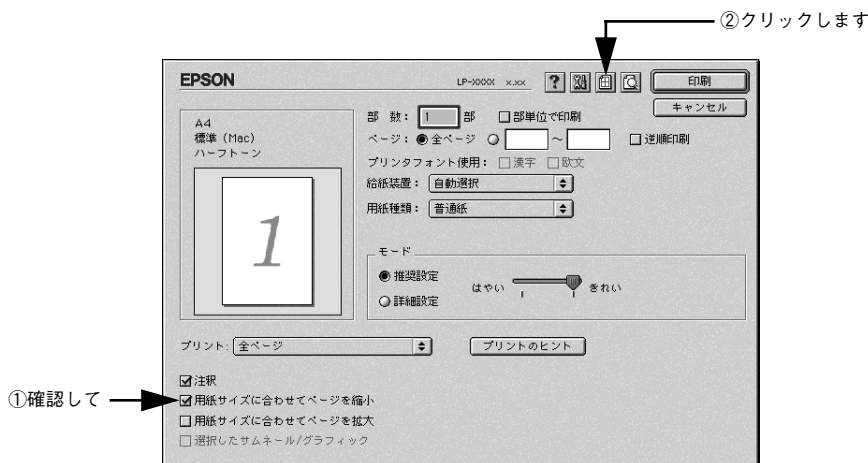 ②クリックします
EPSON LP-XXXX x.xx ? 印刷
キャンセル
A4
標準（Mac）
ハーフトーン
1
部 数： 1 部 部単位で印刷
ページ： 全ページ ～ 逆順印刷
プリンタフォント使用： 漢字 欧文
給紙装置： 自動選択
用紙種類： 普通紙
モード
推奨設定
詳細設定
はやい きれい
プリント： 全ページ プリントのヒント
注釈
①確認して 用紙サイズに合わせてページを縮小
用紙サイズに合わせてページを拡大
選択したサムネール/グラフィック